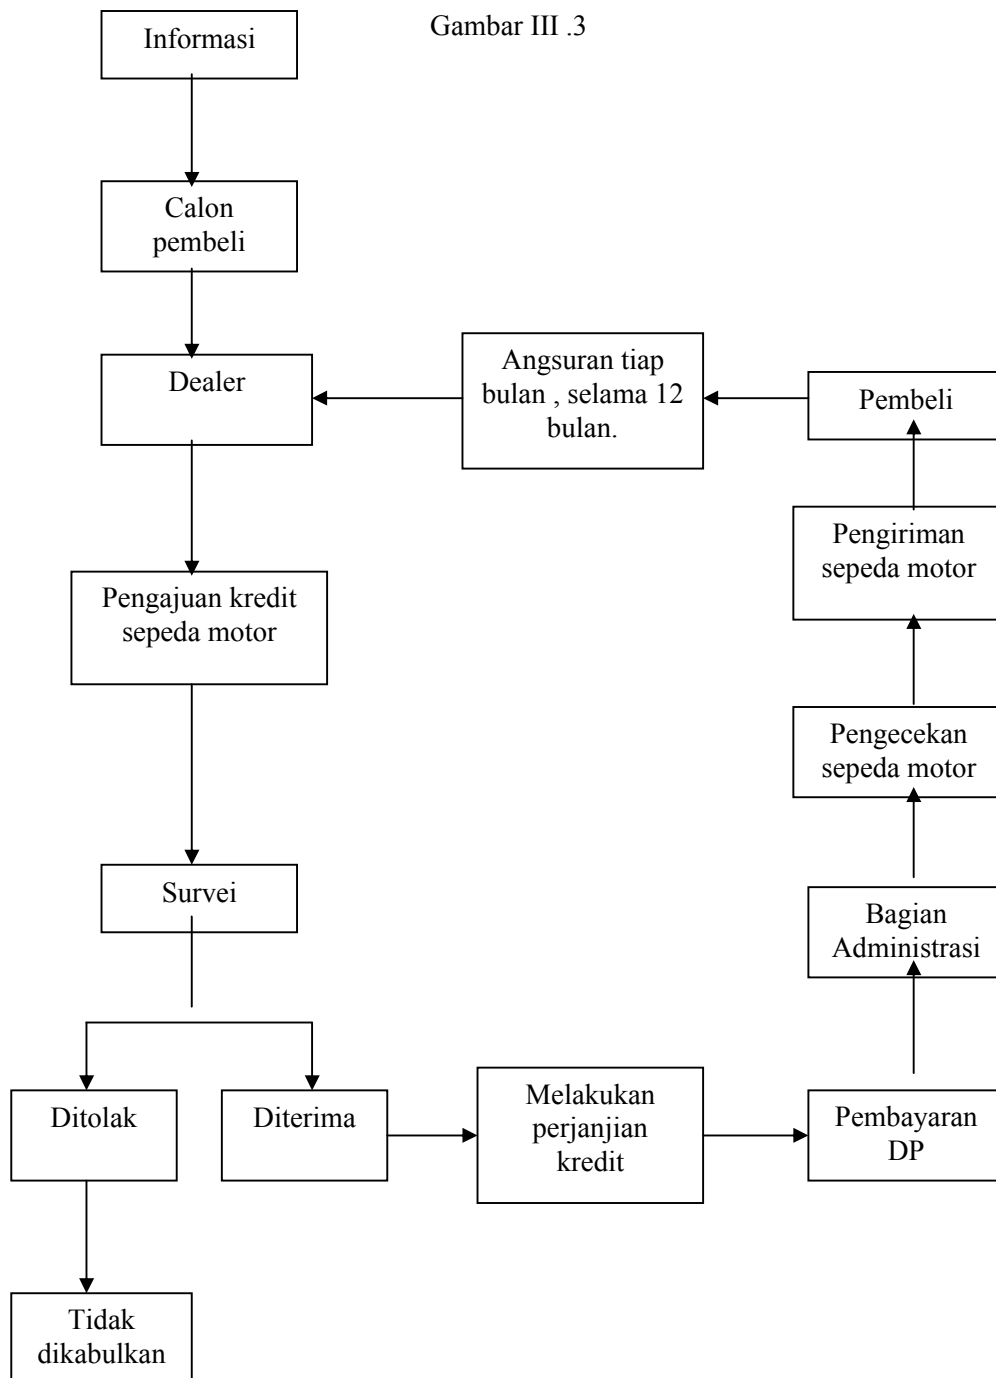 Gambar III .3
Informasi
Calon
pembeli
Dealer
Angsuran tiap
bulan , selama 12
bulan.
Pembeli
Pengiriman
sepeda motor
Pengajuan kredit
sepeda motor
Pengecekan
sepeda motor
Survei
Bagian
Administrasi
Ditolak
Diterima
Melakukan
perjanjian
kredit
Pembayaran
DP
Tidak
dikabulkan